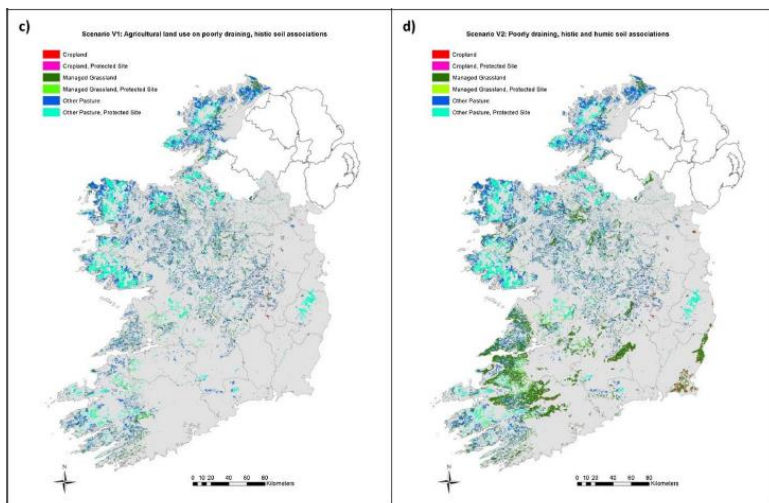 c)
Scenario V1: Agricultural land use on poorly draining, histic soil associations
Cropland
Cropland, Protected Site
Managed Grassland
Managed Grassland, Protected Site
Other Pasture
Other Pasture, Protected Site
N
0 10 20 40 60 80
Kilometers
d)
Scenario V2: Poorly draining, histic and humic soil associations
Cropland
Cropland, Protected Site
Managed Grassland
Managed Grassland, Protected Site
Other Pasture
Other Pasture, Protected Site
N
0 10 20 40 60 80
Kilometers